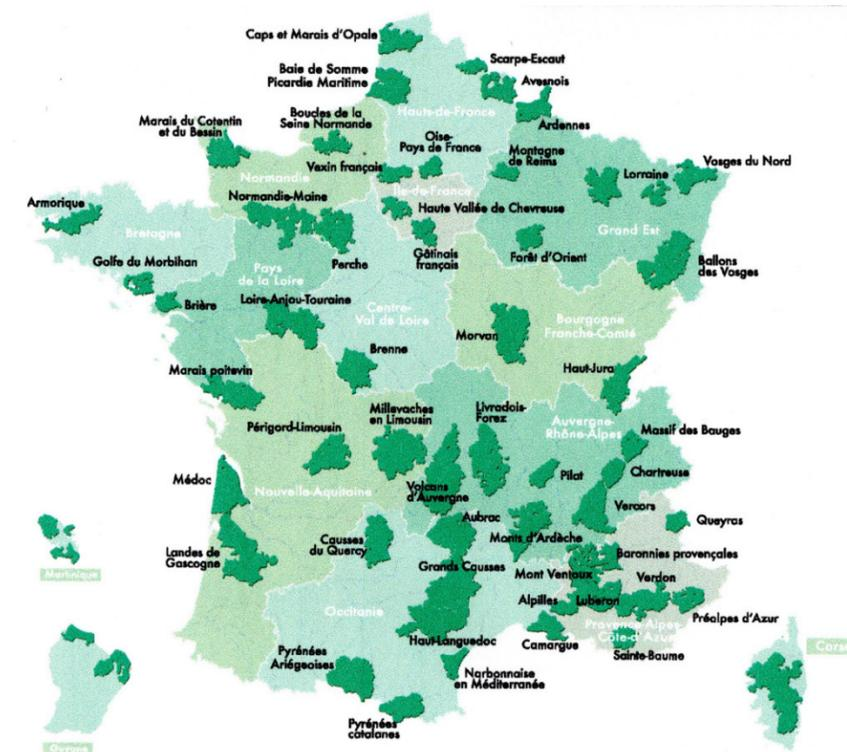 Caps et Marais d'Opale
Scarpe-Escaut
Baie de Somme
Picardie Maritime
Avesnois
Hauts-de-France
Boucles de la
Seine Normande
Marais du Cotentin
et du Bessin
Ardennes
Oise-
Pays de France
Montagne
de Reims
Vosges du Nord
Vexin français
Lorraine
Normandie
Île-de-France
Normandie-Maine
Armorique
Haute Vallée de Chevreuse
Bretagne
Grand Est
Golfe du Morbihan
Perche
Gâtinais
français
Forêt d'Orient
Ballons
des Vosges
Pays
de la Loire
Brière
Loire-Anjou-Touraine
Centre-
Val de Loire
Bourgogne
Franche-Comté
Morvan
Brenne
Marais poitevin
Haut-Jura
Millevaches
en Limousin
Livradois-
Forez
Périgord-Limousin
Auvergne-
Rhône-Alpes
Massif des Bauges
Médoc
Pilat
Chartreuse
Volcans
d'Auvergne
Nouvelle-Aquitaine
Vercors
Aubrac
Queyras
Causses
du Quercy
Monts d'Ardèche
Landes de
Gascogne
Baronnies provençales
Grands Causses
Mont Ventoux
Verdon
Martinique
Alpilles
Luberon
Occitanie
Préalpes d'Azur
Provence-Alpes-
Côte-d'Azur
Haut-Languedoc
Camargue
Sainte-Baume
Corse
Pyrénées
Ariégeoises
Narbonnaise
en Méditerranée
Pyrénées
catalanes
Guyane